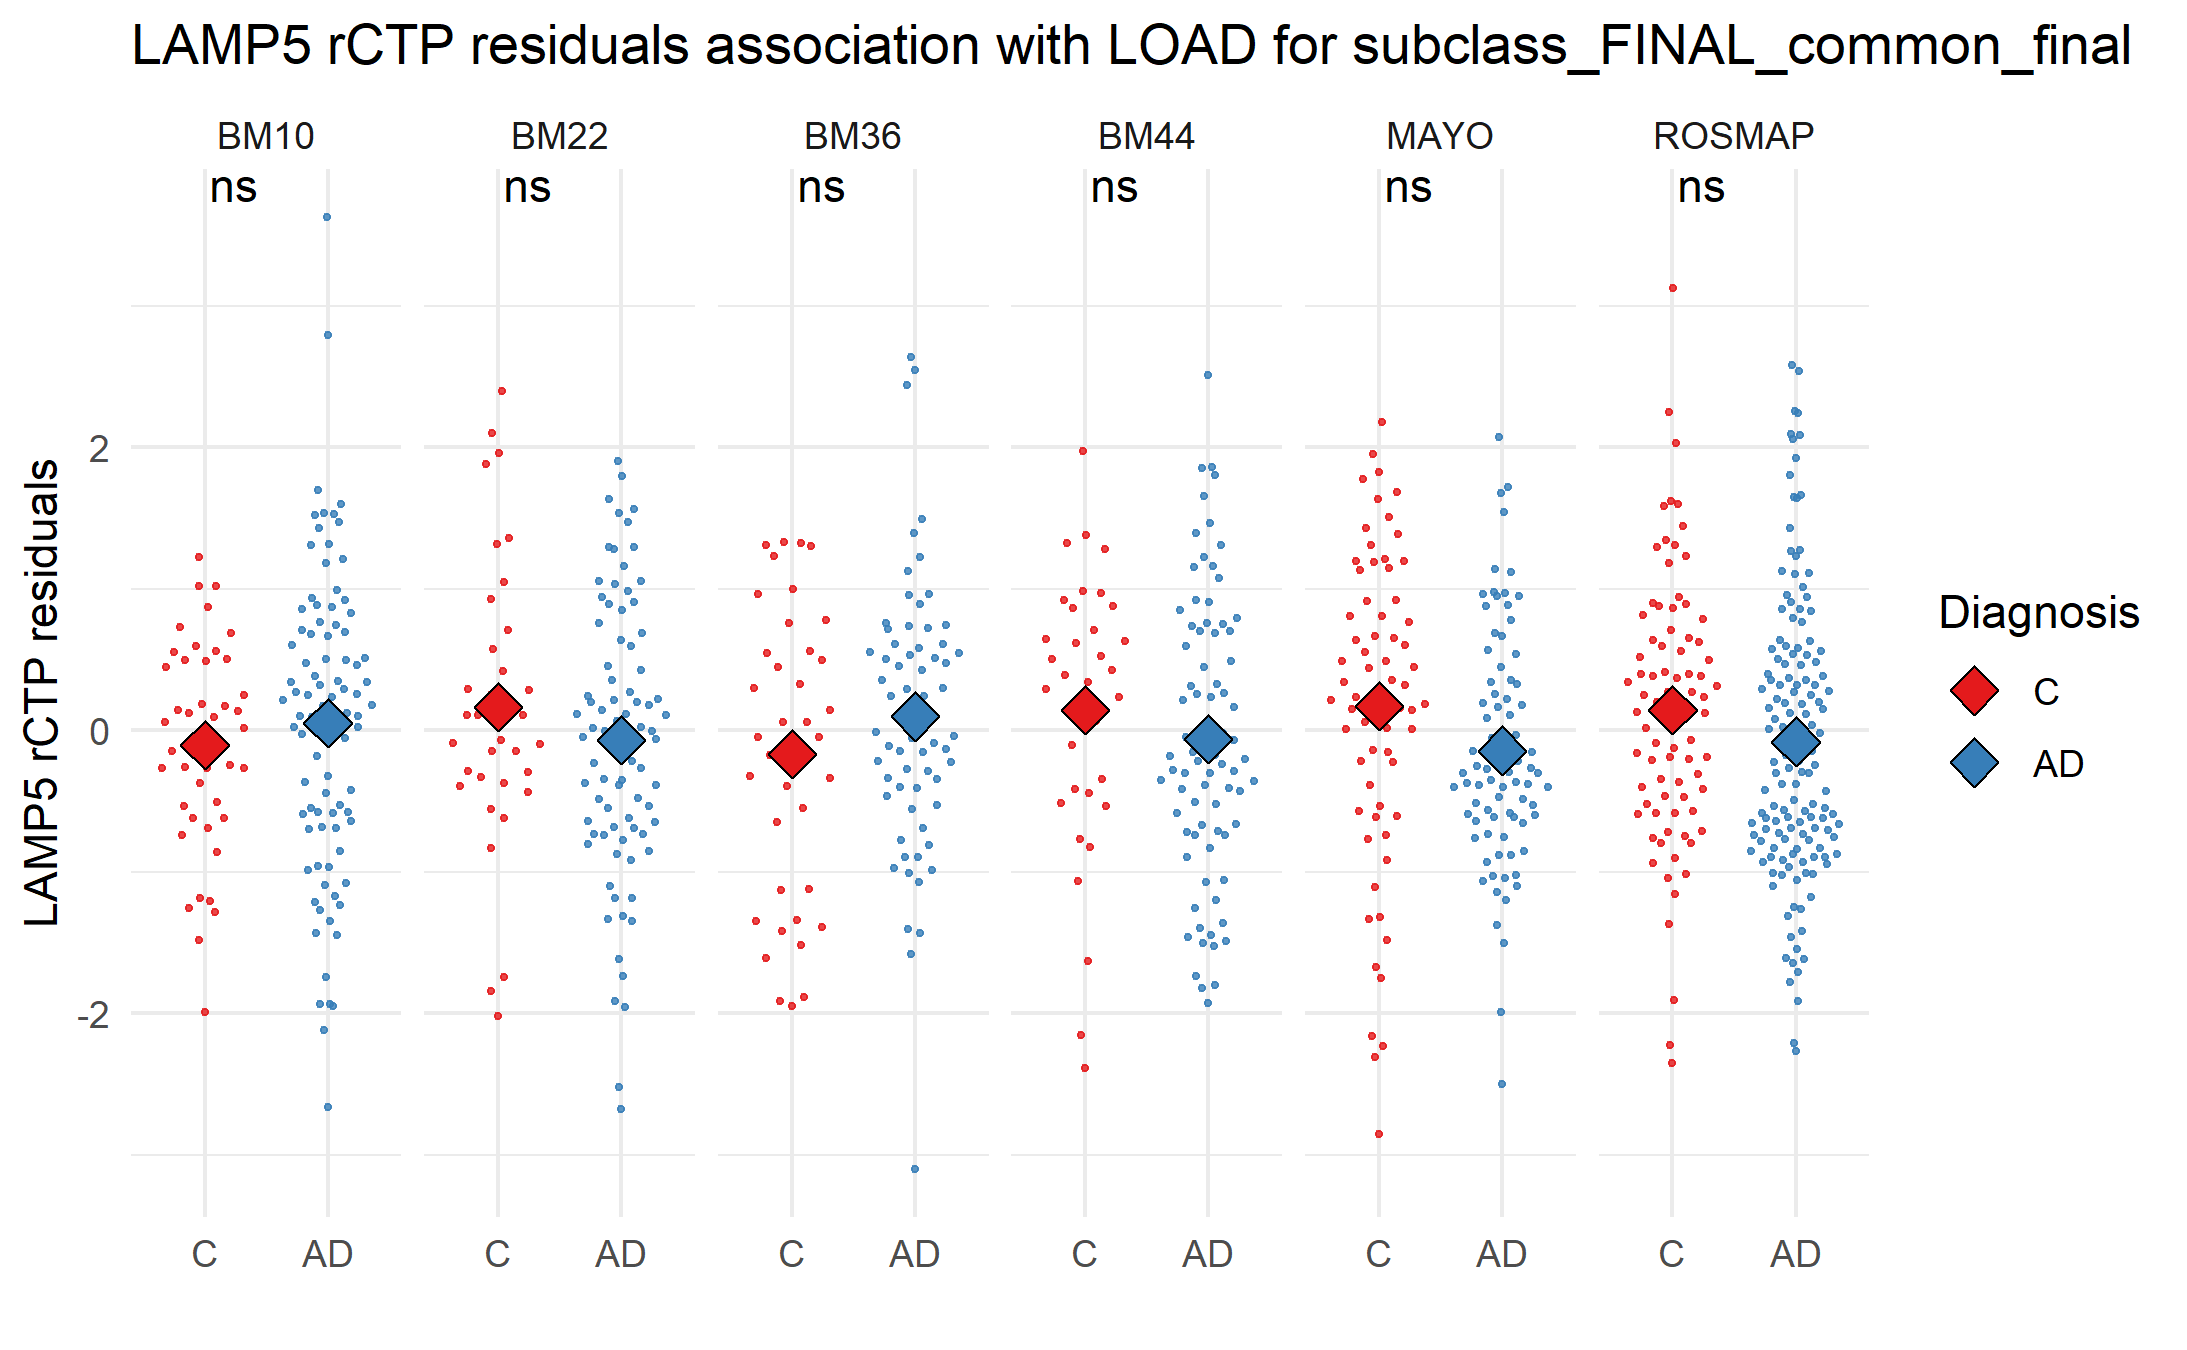 LAMP5 rCTP residuals association with LOAD for subclass_FINAL_common_final
BM10 BM22 BM36 BM44 MAYO ROSMAP
ns ns ns ns ns ns
LAMP5 rCTP residuals
2
0
-2
C AD C AD C AD C AD C AD C AD
Diagnosis
C
AD